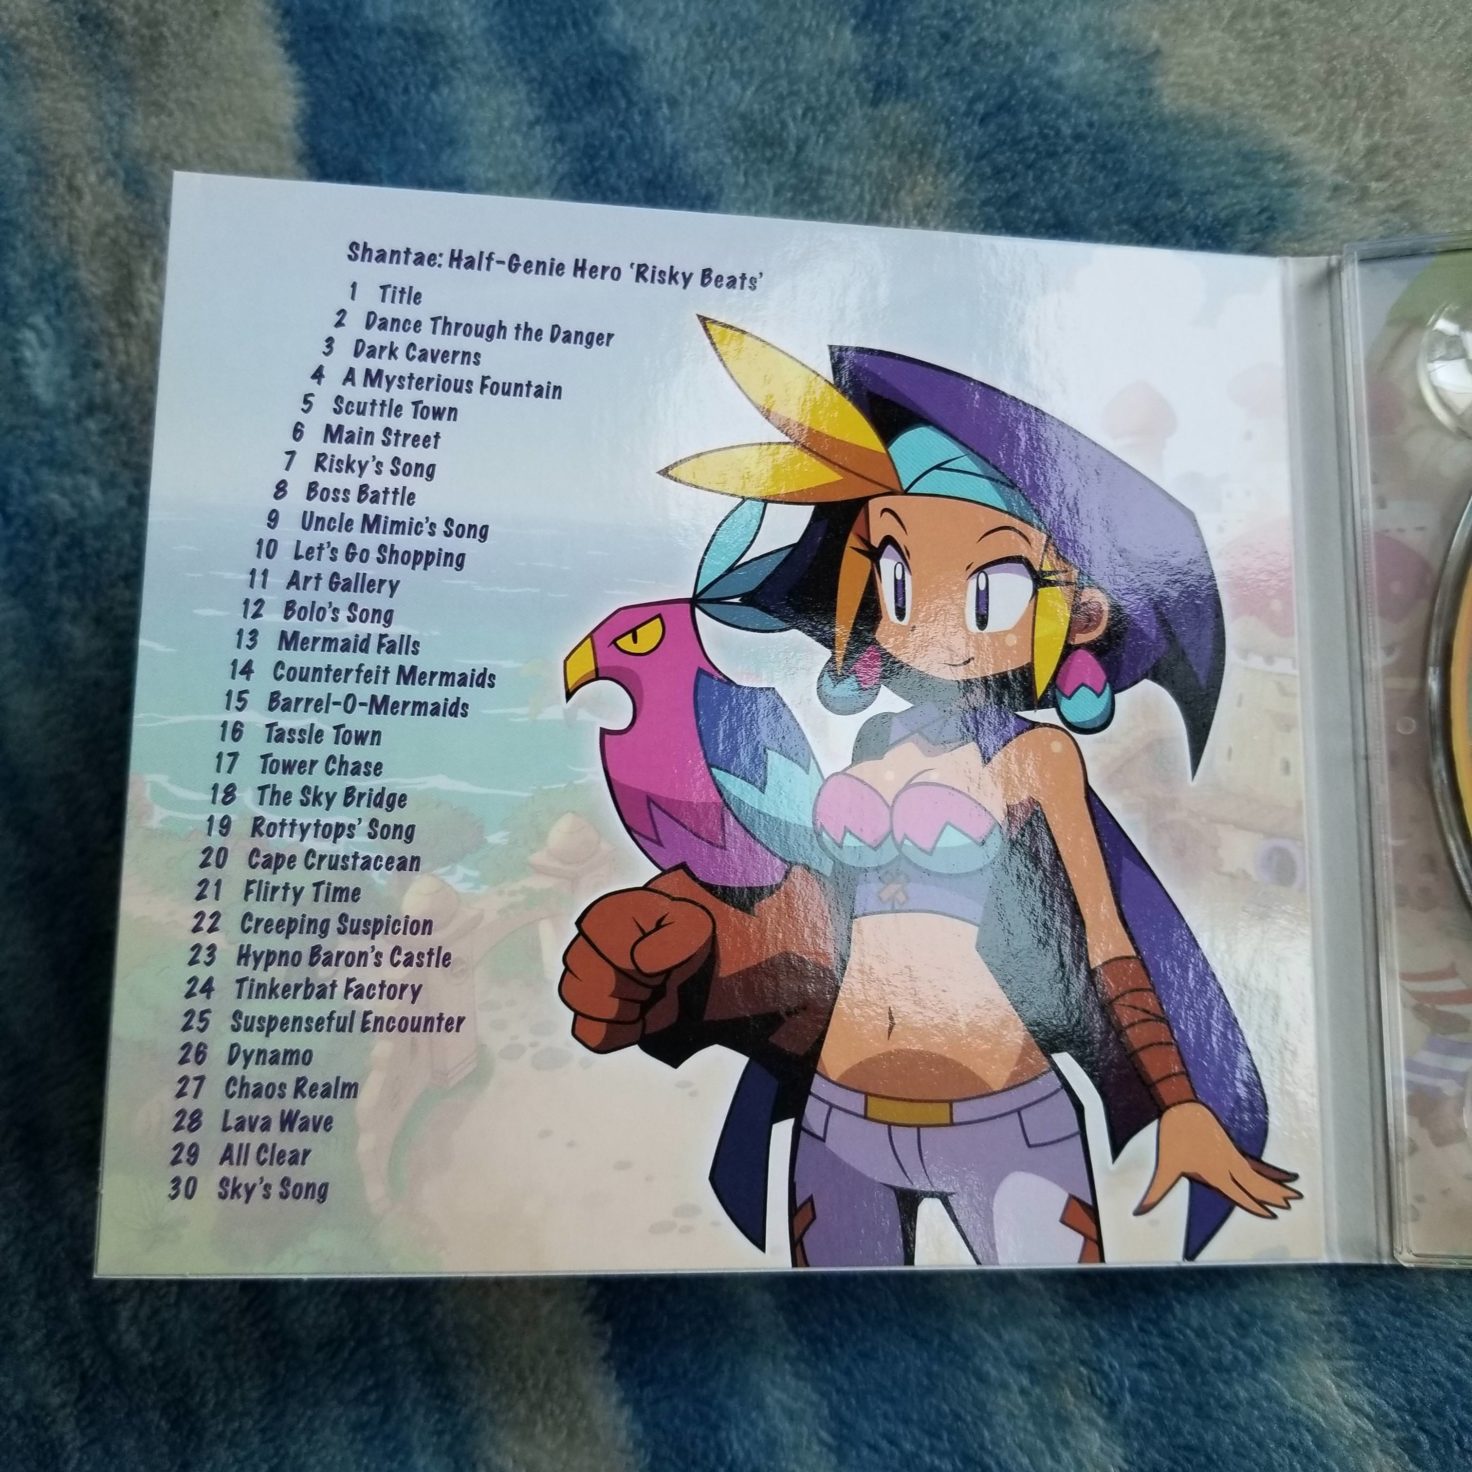 Shantae: Half-Genie Hero 'Risky Beats'
1 Title
2 Dance Through the Danger
3 Dark Caverns
4 A Mysterious Fountain
5 Scuttle Town
6 Main Street
7 Risky's Song
8 Boss Battle
9 Uncle Mimic's Song
10 Let's Go Shopping
11 Art Gallery
12 Bolo's Song
13 Mermaid Falls
14 Counterfeit Mermaids
15 Barrel-O-Mermaids
16 Tassle Town
17 Tower Chase
18 The Sky Bridge
19 Rottytops' Song
20 Cape Crustacean
21 Flirty Time
22 Creeping Suspicion
23 Hypno Baron's Castle
24 Tinkerbat Factory
25 Suspenseful Encounter
26 Dynamo
27 Chaos Realm
28 Lava Wave
29 All Clear
30 Sky's Song